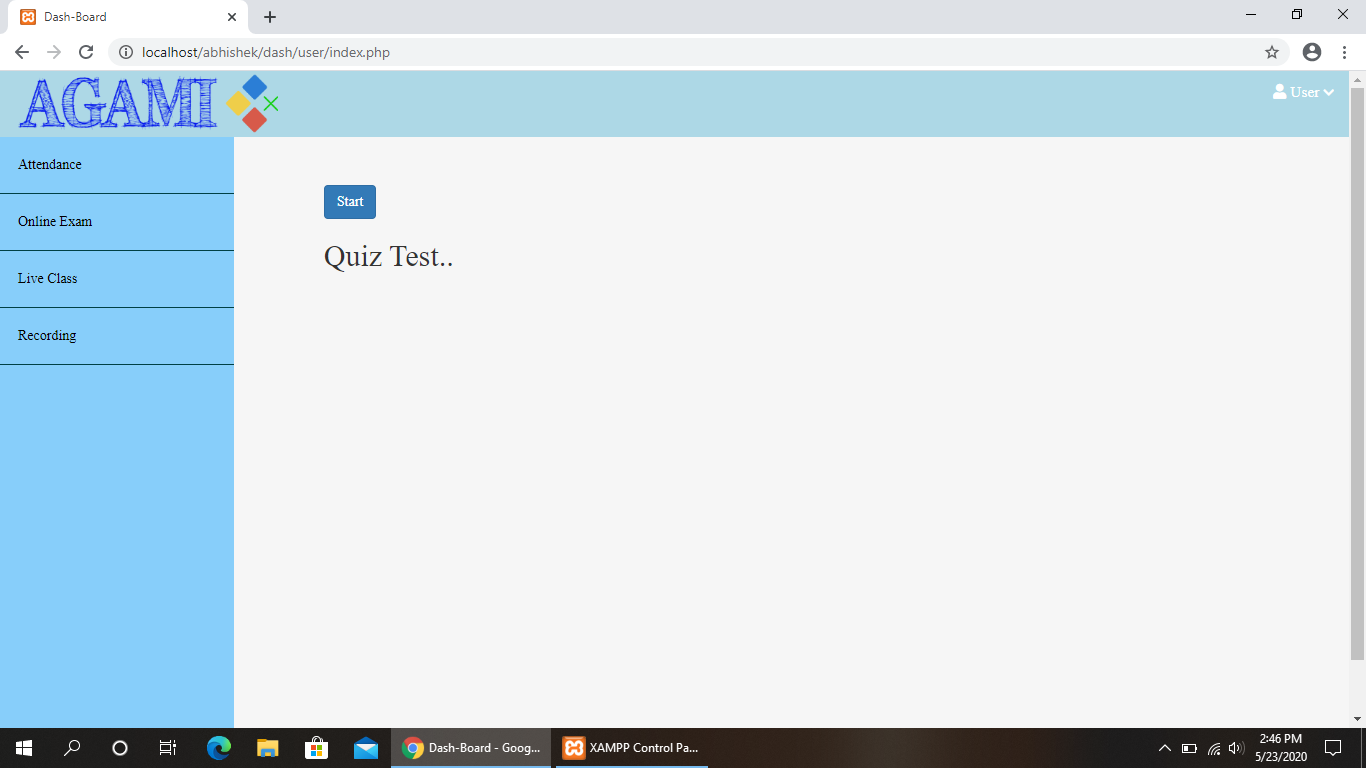 Dash-Board
localhost/abhishek/dash/user/index.php
AGAMI
User
Attendance
Online Exam
Live Class
Recording
Start
Quiz Test..
Dash-Board - Goog...
XAMPP Control Pa...
2:46 PM
5/23/2020